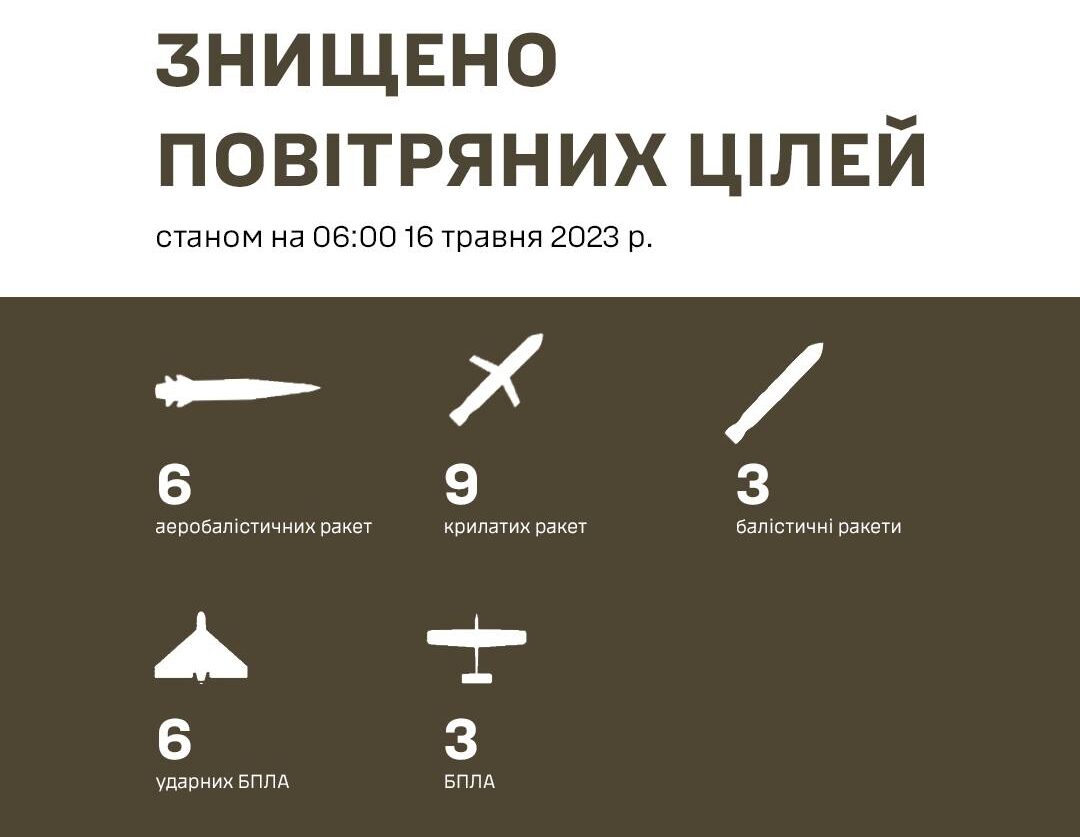 ЗНИЩЕНО
ПОВІТРЯНИХ ЦІЛЕЙ
станом на 06:00 16 травня 2023 р.
6
аеробалістичних ракет
9
крилатих ракет
3
балістичні ракети
6
ударних БПЛА
3
БПЛА